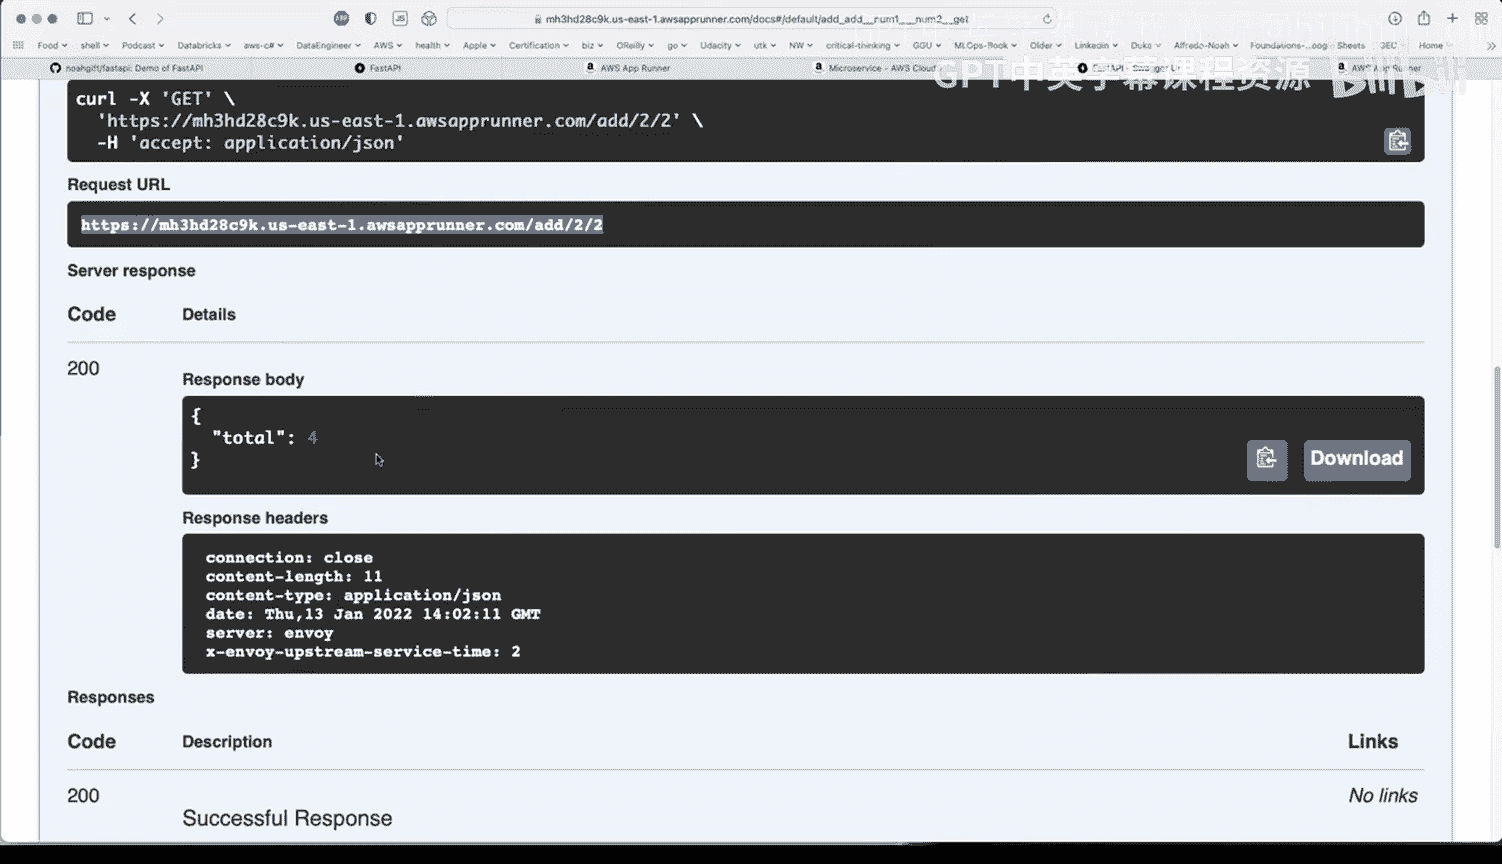 mh3hd28c9k.us-east-1.awsapprunner.com/docs#/default/add_add__num1___num2__get
Food shell Podcast Databricks aws-c# DataEngineer AWS health Apple Certification biz OReilly go Udacity utk NW critical-thinking GGU MLOps-Book Older Linkedin Duke Alfredo-Noah Foundations-...oog Sheets Home
noahgift/fastapi: Demo of FastAPI FastAPI AWS App Runner Microservice - AWS Cloud
GPT中英字幕课程资源
curl -X 'GET' \
'https://mh3hd28c9k.us-east-1.awsapprunner.com/add/2/2' \
-H 'accept: application/json'
Request URL
https://mh3hd28c9k.us-east-1.awsapprunner.com/add/2/2
Server response
Code Details
200
Response body
{
"total": 4
}
Download
Response headers
connection: close
content-length: 11
content-type: application/json
date: Thu,13 Jan 2022 14:02:11 GMT
server: envoy
x-envoy-upstream-service-time: 2
Responses
Code Description Links
200 No links
Successful Response